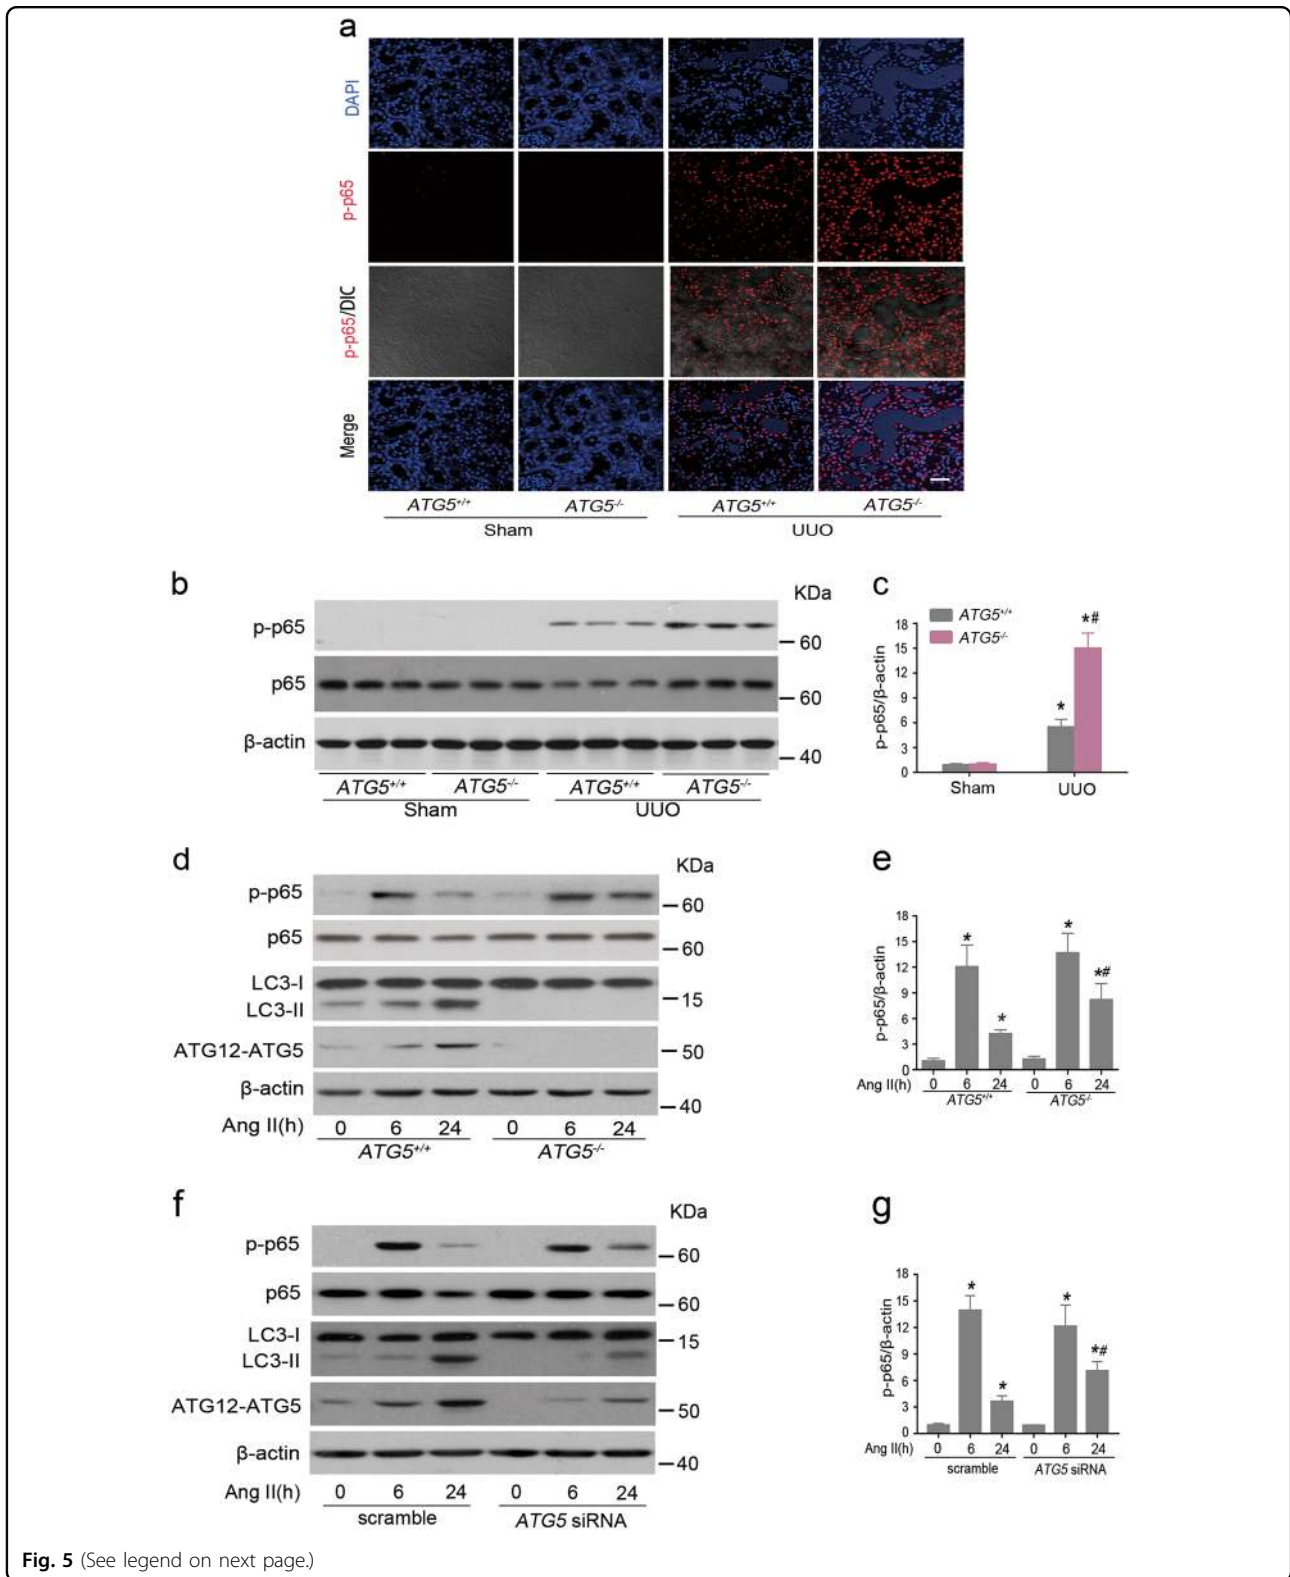 a
DAPI
p-p65
p-p65/DIC
Merge
ATG5+/+ ATG5-/- ATG5+/+ ATG5-/-
Sham UUO
b
KDa
p-p65
60
p65
60
β-actin
40
ATG5+/+ ATG5-/- ATG5+/+ ATG5-/-
Sham UUO
c
ATG5+/+
ATG5-/-
p-p65/β-actin
18
15
12
9
6
3
0
*
*#
Sham UUO
d
KDa
p-p65
60
p65
60
LC3-I
15
LC3-II
ATG12-ATG5
50
β-actin
40
Ang II(h) 0 6 24 0 6 24
ATG5+/+ ATG5-/-
e
p-p65/β-actin
18
15
12
9
6
3
0
* * * *#
Ang II(h) 0 6 24 0 6 24
ATG5+/+ ATG5-/-
f
KDa
p-p65
60
p65
60
LC3-I
15
LC3-II
ATG12-ATG5
50
β-actin
40
Ang II(h) 0 6 24 0 6 24
scramble ATG5 siRNA
g
p-p65/β-actin
18
15
12
9
6
3
0
* * * *#
Ang II(h) 0 6 24 0 6 24
scramble ATG5 siRNA
Fig. 5 (See legend on next page.)